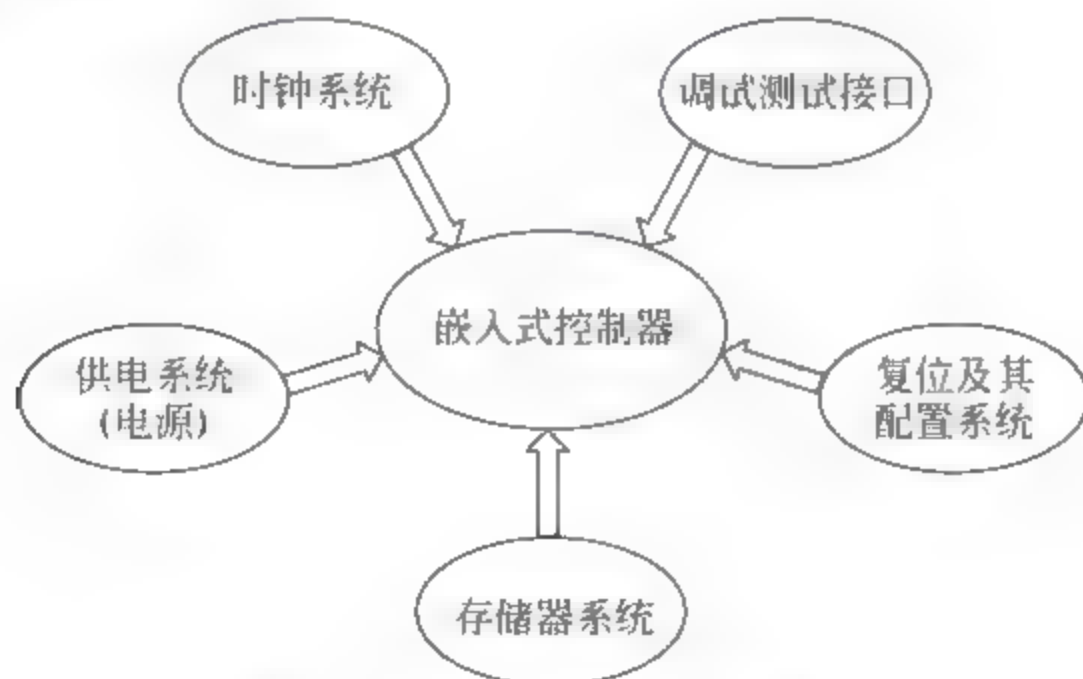 时钟系统
调试测试接口
嵌入式控制器
供电系统
(电源)
复位及其
配置系统
存储器系统